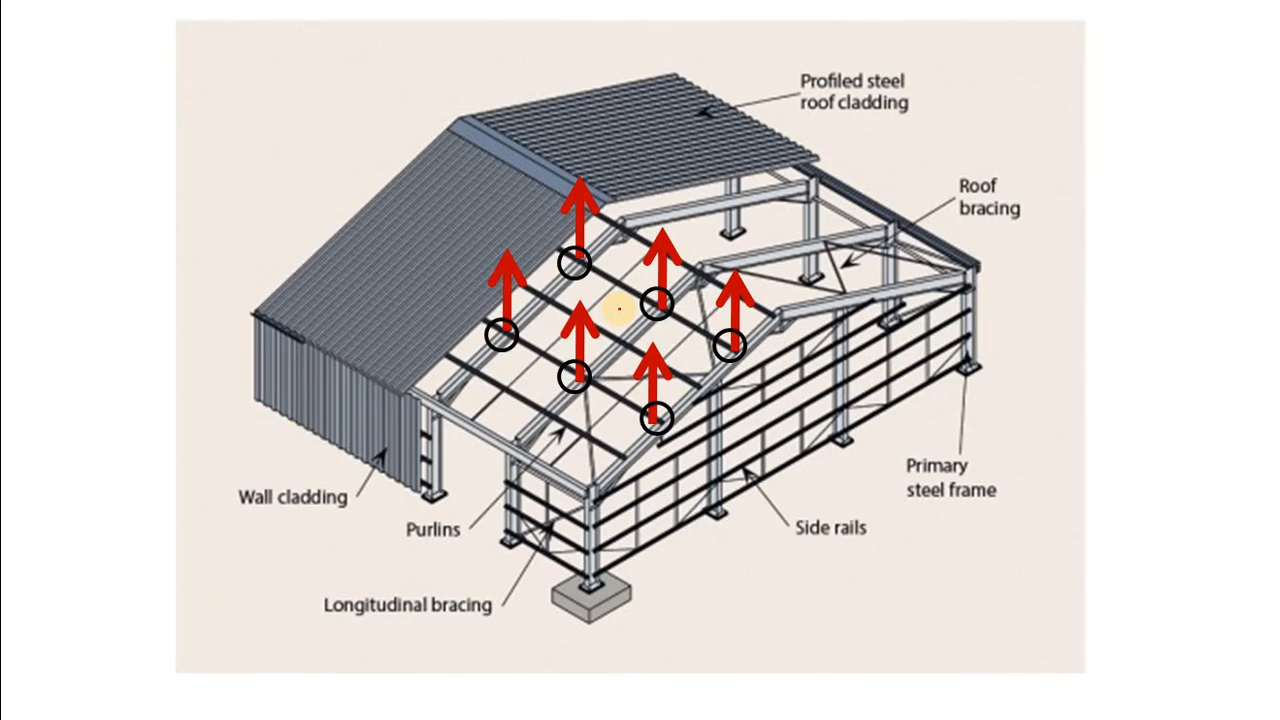 Profiled steel
roof cladding
Roof
bracing
Primary
steel frame
Wall cladding
Purlins
Side rails
Longitudinal bracing